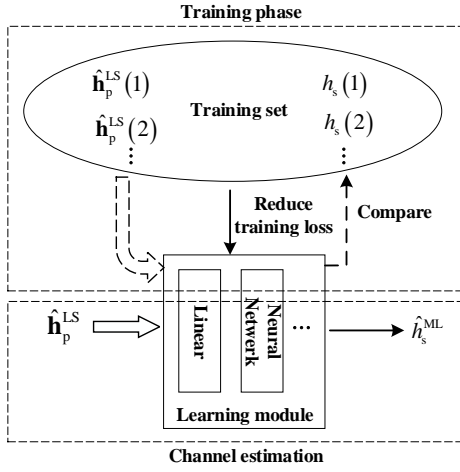 Training phase
ĥ_p^LS(1) h_s(1)
Training set
ĥ_p^LS(2) h_s(2)
⋮ ⋮
Reduce
training loss
Compare
Linear
Neural
Netwerk
...
ĥ_p^LS
ĥ_s^ML
Learning module
Channel estimation